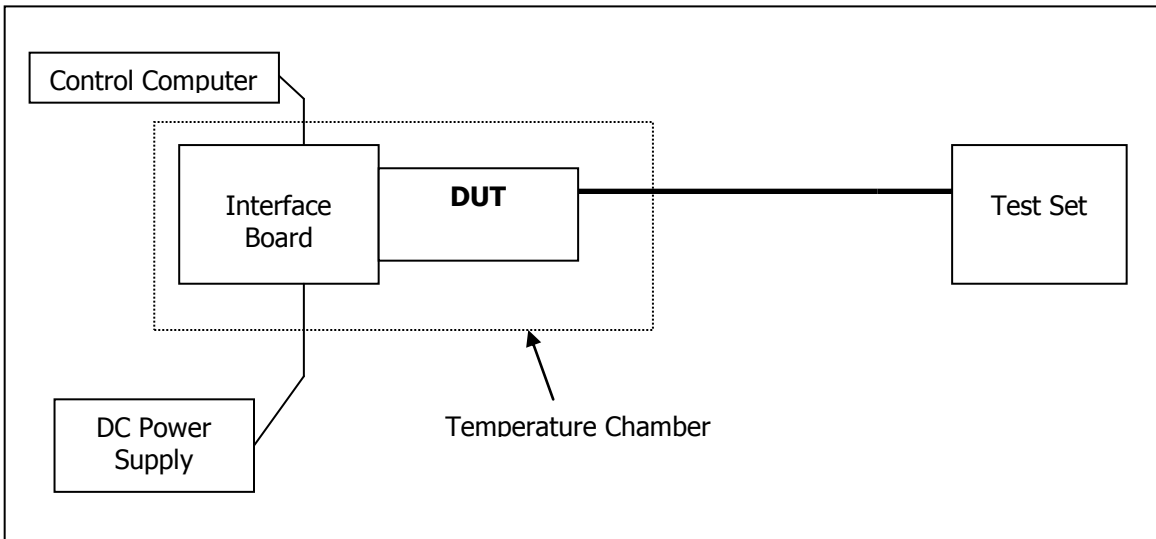 Control Computer
Interface
Board
DUT
Test Set
DC Power
Supply
Temperature Chamber